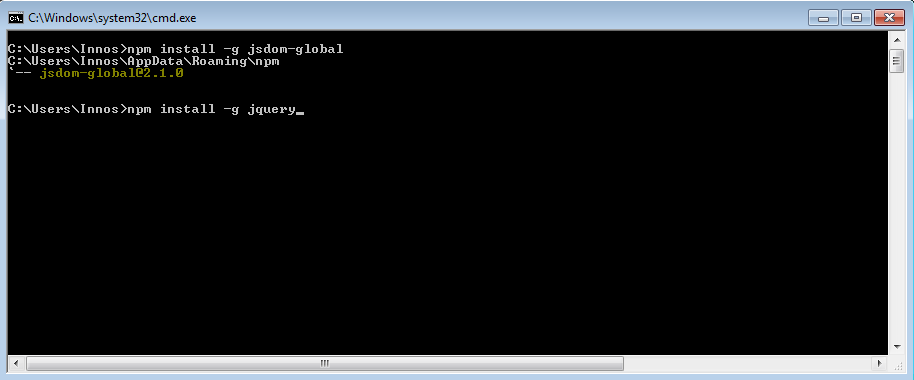 C:\Windows\system32\cmd.exe
C:\Users\Innos>npm install -g jsdom-global
C:\Users\Innos\AppData\Roaming\npm
`-- jsdom-global@2.1.0
C:\Users\Innos>npm install -g jquery_